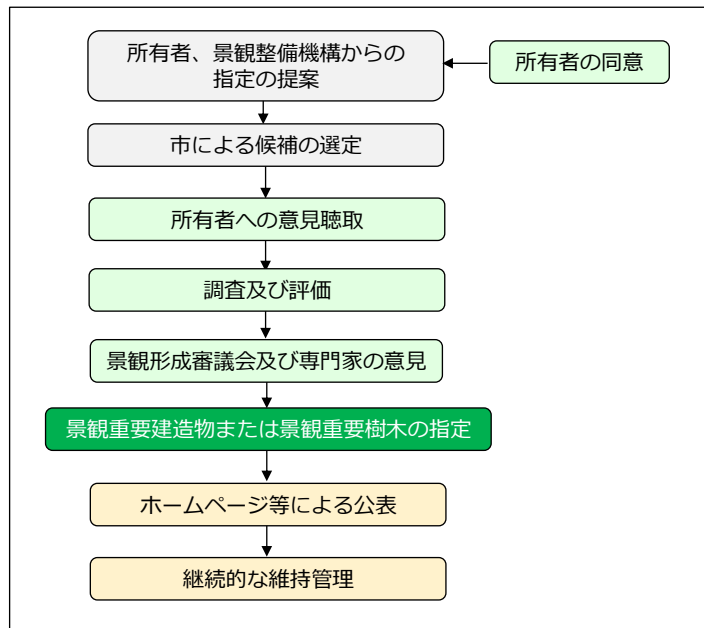 所有者、景観整備機構からの
指定の提案
所有者の同意
市による候補の選定
所有者への意見聴取
調査及び評価
景観形成審議会及び専門家の意見
景観重要建造物または景観重要樹木の指定
ホームページ等による公表
継続的な維持管理